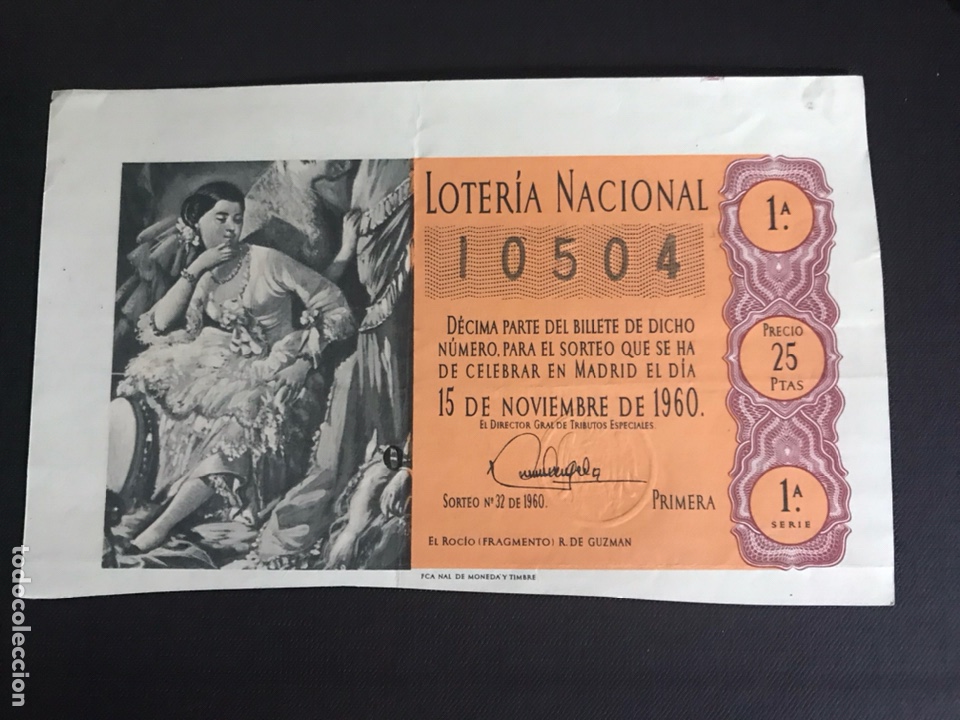 LOTERÍA NACIONAL
10504
DÉCIMA PARTE DEL BILLETE DE DICHO
NÚMERO, PARA EL SORTEO QUE SE HA
DE CELEBRAR EN MADRID EL DÍA
15 DE NOVIEMBRE DE 1960.
EL DIRECTOR GRAL DE TRIBUTOS ESPECIALES.
SORTEO Nº 32 DE 1960.
PRIMERA
EL ROCÍO (FRAGMENTO) R. DE GUZMAN
FCA NAL DE MONEDA Y TIMBRE
O
1.ª
PRECIO
25
PTAS
1.ª
SERIE
todocoleccion